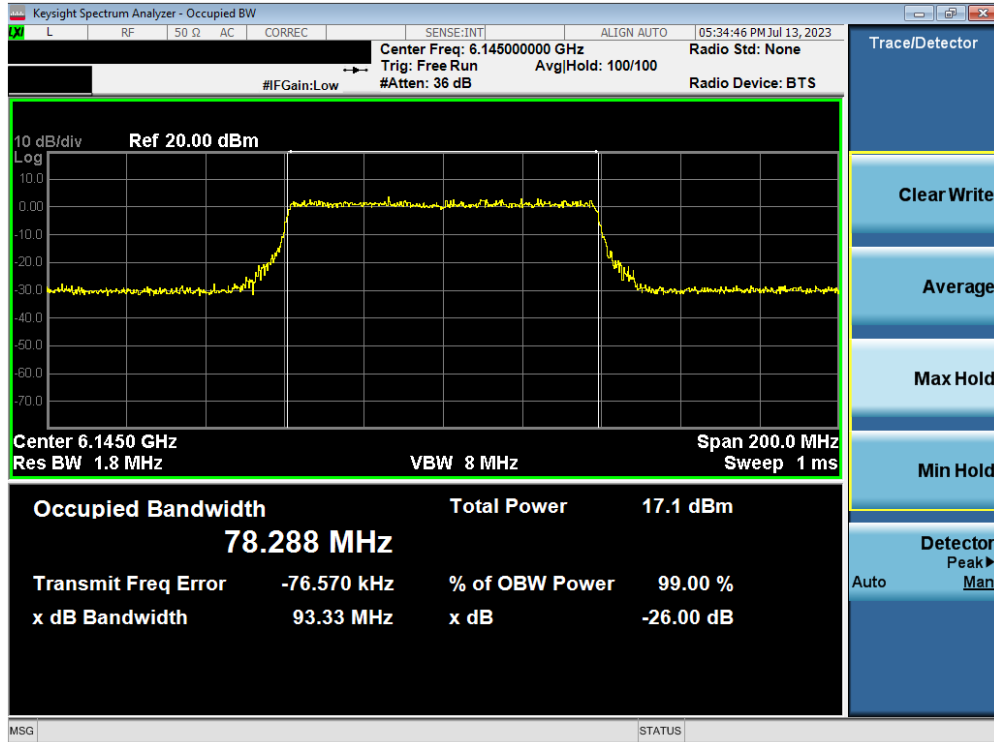 Keysight Spectrum Analyzer - Occupied BW
LXI L RF 50 Ω AC CORREC SENSE:INT ALIGN AUTO 05:34:46 PM Jul 13, 2023
Center Freq: 6.145000000 GHz Radio Std: None
Trig: Free Run Avg|Hold: 100/100
#IFGain:Low #Atten: 36 dB Radio Device: BTS
10 dB/div Ref 20.00 dBm
Log
10.0
0.00
-10.0
-20.0
-30.0
-40.0
-50.0
-60.0
-70.0
Center 6.1450 GHz Span 200.0 MHz
Res BW 1.8 MHz VBW 8 MHz Sweep 1 ms
Occupied Bandwidth Total Power 17.1 dBm
78.288 MHz
Transmit Freq Error -76.570 kHz % of OBW Power 99.00 %
x dB Bandwidth 93.33 MHz x dB -26.00 dB
MSG STATUS
Trace/Detector
Clear Write
Average
Max Hold
Min Hold
Detector
Peak▶
Auto Man